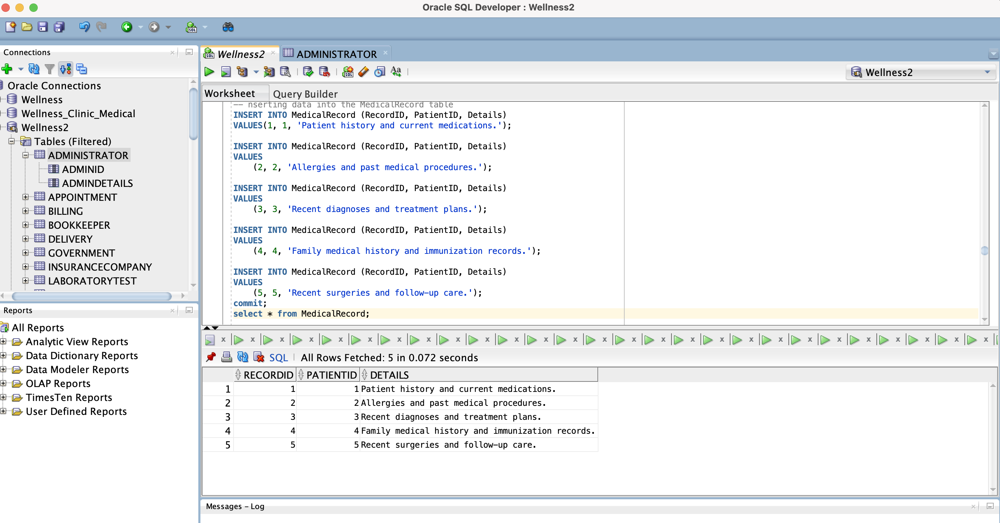 Oracle SQL Developer : Wellness2
Connections
Oracle Connections
Wellness
Wellness_Clinic_Medical
Wellness2
Tables (Filtered)
ADMINISTRATOR
ADMINID
ADMINDETAILS
APPOINTMENT
BILLING
BOOKKEEPER
DELIVERY
GOVERNMENT
INSURANCECOMPANY
LABORATORYTEST
Reports
All Reports
Analytic View Reports
Data Dictionary Reports
Data Modeler Reports
OLAP Reports
TimesTen Reports
User Defined Reports
Wellness2 ADMINISTRATOR
Wellness2
Worksheet Query Builder
-- nserting data into the MedicalRecord table
INSERT INTO MedicalRecord (RecordID, PatientID, Details)
VALUES(1, 1, 'Patient history and current medications.');
INSERT INTO MedicalRecord (RecordID, PatientID, Details)
VALUES
(2, 2, 'Allergies and past medical procedures.');
INSERT INTO MedicalRecord (RecordID, PatientID, Details)
VALUES
(3, 3, 'Recent diagnoses and treatment plans.');
INSERT INTO MedicalRecord (RecordID, PatientID, Details)
VALUES
(4, 4, 'Family medical history and immunization records.');
INSERT INTO MedicalRecord (RecordID, PatientID, Details)
VALUES
(5, 5, 'Recent surgeries and follow-up care.');
commit;
select * from MedicalRecord;
SQL All Rows Fetched: 5 in 0.072 seconds
RECORDID PATIENTID DETAILS
1 1 1 Patient history and current medications.
2 2 2 Allergies and past medical procedures.
3 3 3 Recent diagnoses and treatment plans.
4 4 4 Family medical history and immunization records.
5 5 5 Recent surgeries and follow-up care.
Messages - Log